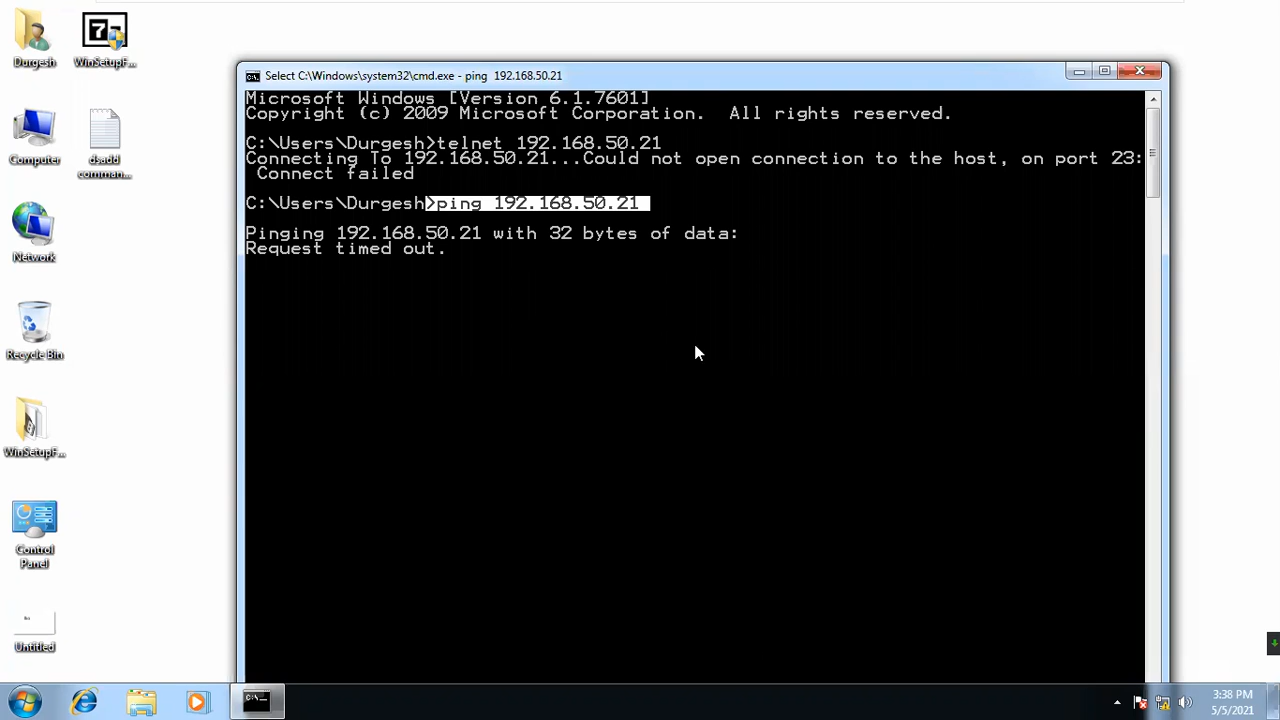 Durgesh
WinSetupF...
Computer
dsadd
comman...
Network
Recycle Bin
WinSetupF...
Control
Panel
Untitled
Select C:\Windows\system32\cmd.exe - ping  192.168.50.21
Microsoft Windows [Version 6.1.7601]
Copyright (c) 2009 Microsoft Corporation.  All rights reserved.
C:\Users\Durgesh>telnet 192.168.50.21
Connecting To 192.168.50.21...Could not open connection to the host, on port 23:
 Connect failed
C:\Users\Durgesh>ping 192.168.50.21
Pinging 192.168.50.21 with 32 bytes of data:
Request timed out.
3:38 PM
5/5/2021